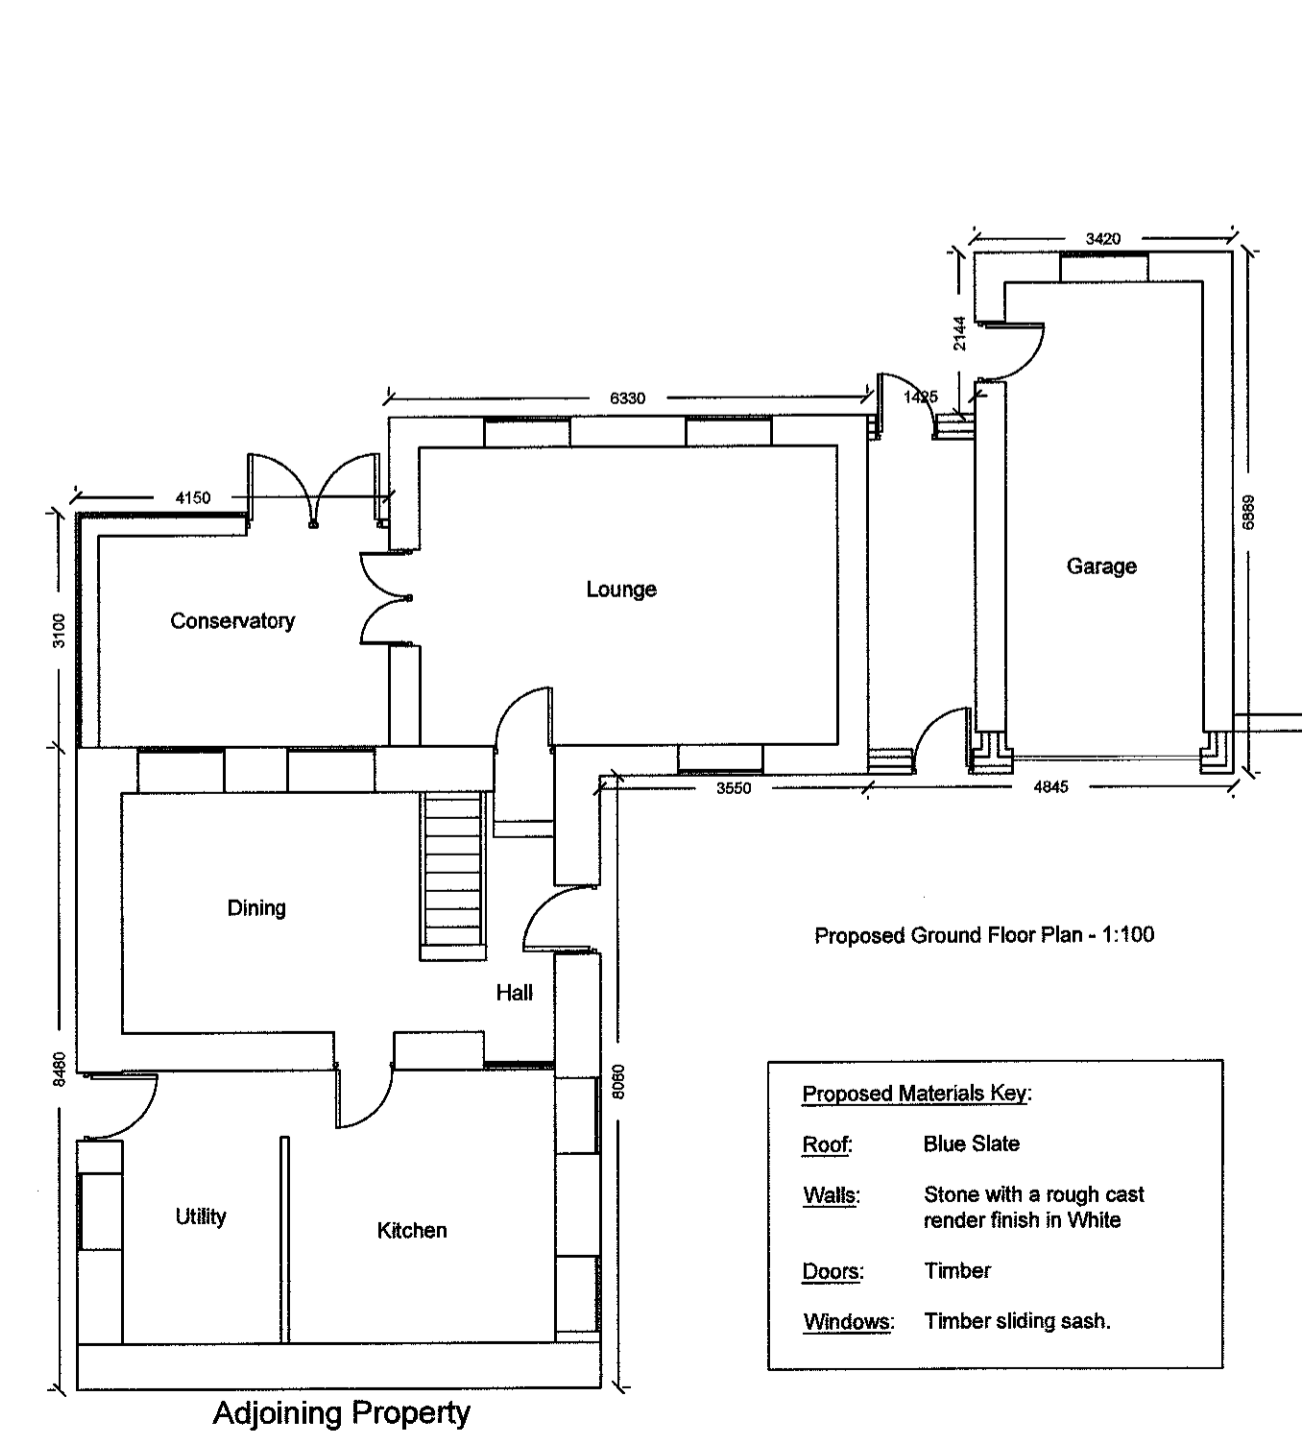 3420
2144
6330
1425
4150
6889
Garage
Lounge
3100
Conservatory
3550
4845
Dining
Proposed Ground Floor Plan - 1:100
Hall
8480
8080
Proposed Materials Key:
Roof: Blue Slate
Walls: Stone with a rough cast
render finish in White
Doors: Timber
Windows: Timber sliding sash.
Utility
Kitchen
Adjoining Property